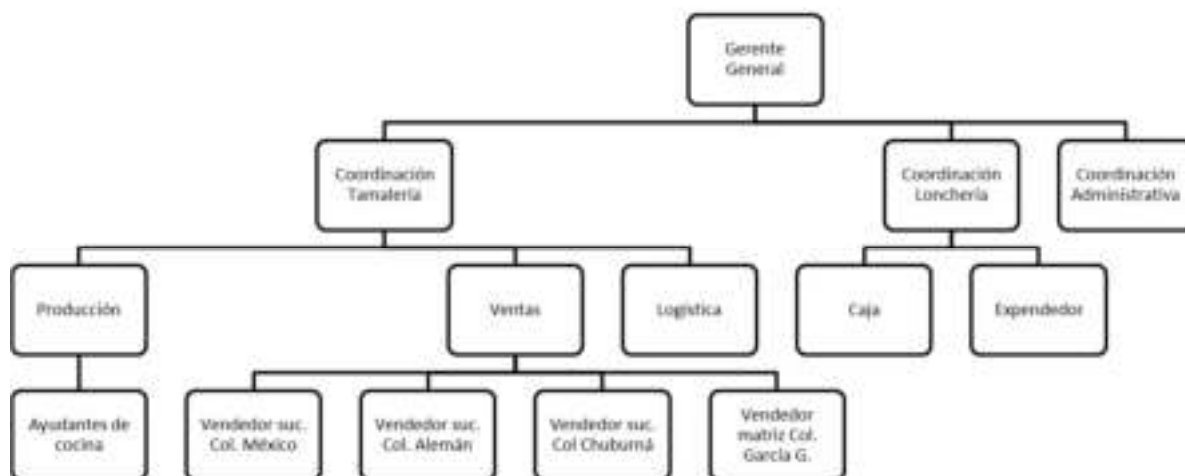 Gerente
General
Coordinación
Tamalería
Coordinación
Lonchería
Coordinación
Administrativa
Producción
Ventas
Logística
Caja
Expendedor
Ayudantes de
cocina
Vendedor suc.
Col. México
Vendedor suc.
Col. Alemán
Vendedor suc.
Col Chuburná
Vendedor
matriz Col.
García G.